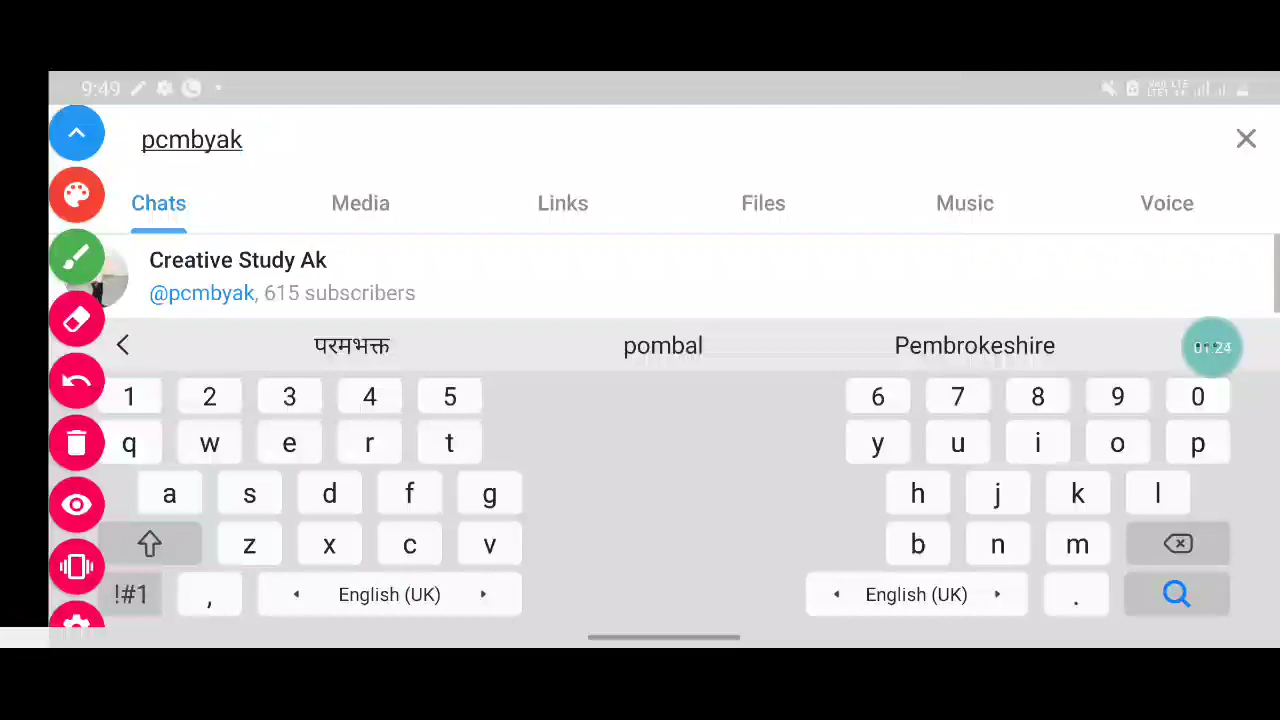 9:49
pcmbyak
Chats Media Links Files Music Voice
Creative Study Ak
@pcmbyak, 615 subscribers
परमभक्त pombal Pembrokeshire 01:24
1 2 3 4 5 6 7 8 9 0
q w e r t y u i o p
a s d f g h j k l
z x c v b n m
!#1 , English (UK) English (UK) .